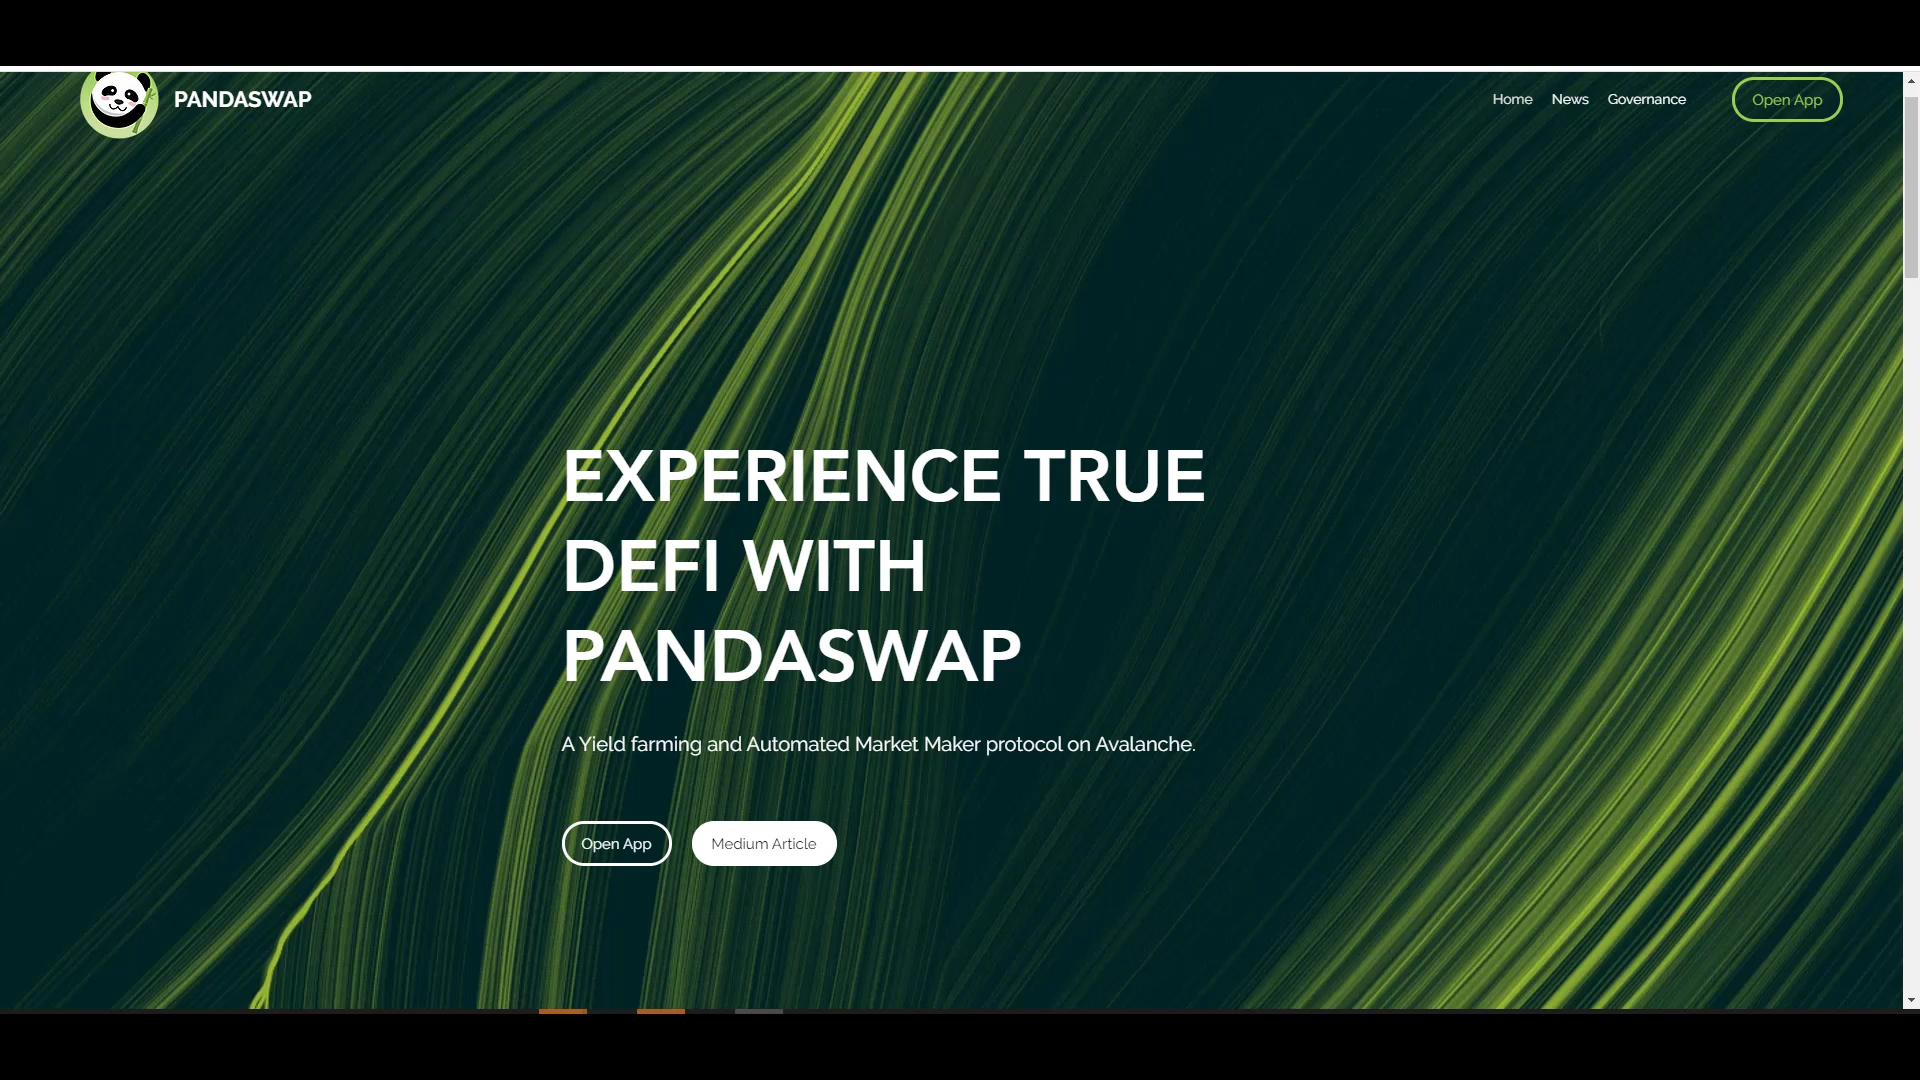 PANDASWAP
Home News Governance Open App
EXPERIENCE TRUE
DEFI WITH
PANDASWAP
A Yield farming and Automated Market Maker protocol on Avalanche.
Open App Medium Article